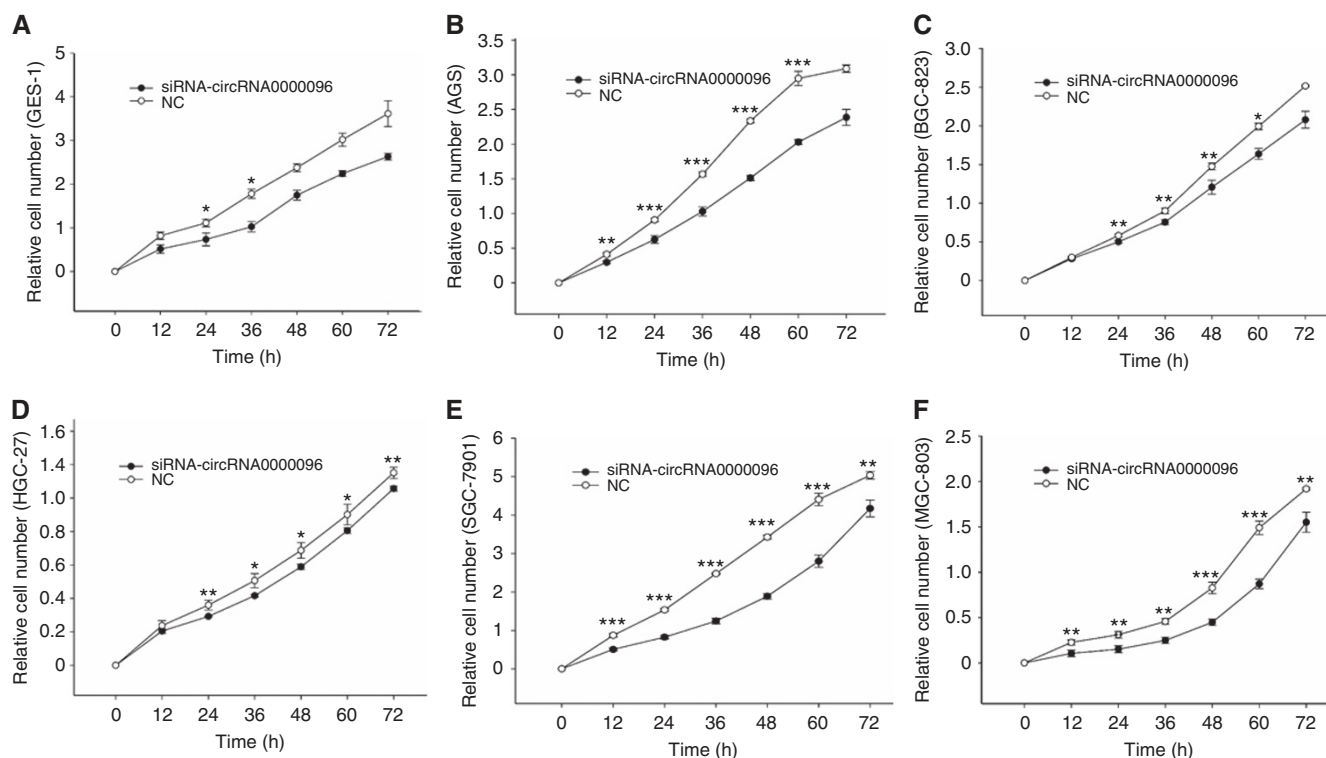 A
5
4
3
2
1
0
Relative cell number (GES-1)
siRNA-circRNA0000096
NC
*
*
0 12 24 36 48 60 72
Time (h)
B
3.5
3.0
2.5
2.0
1.5
1.0
0.5
0.0
Relative cell number (AGS)
siRNA-circRNA0000096
NC
**
***
***
***
***
0 12 24 36 48 60 72
Time (h)
C
3.0
2.5
2.0
1.5
1.0
0.5
0
Relative cell number (BGC-823)
siRNA-circRNA0000096
NC
**
**
**
*
0 12 24 36 48 60 72
Time (h)
D
1.6
1.4
1.0
0.8
0.6
0.4
0.2
0
Relative cell number (HGC-27)
siRNA-circRNA0000096
NC
**
*
*
*
**
0 12 24 36 48 60 72
Time (h)
E
6
5
4
3
2
1
0
Relative cell number (SGC-7901)
siRNA-circRNA0000096
NC
***
***
***
***
***
**
0 12 24 36 48 60 72
Time (h)
F
2.5
2.0
1.5
1.0
0.5
0
Relative cell number (MGC-803)
siRNA-circRNA0000096
NC
**
**
**
***
***
**
0 12 24 36 48 60 72
Time (h)